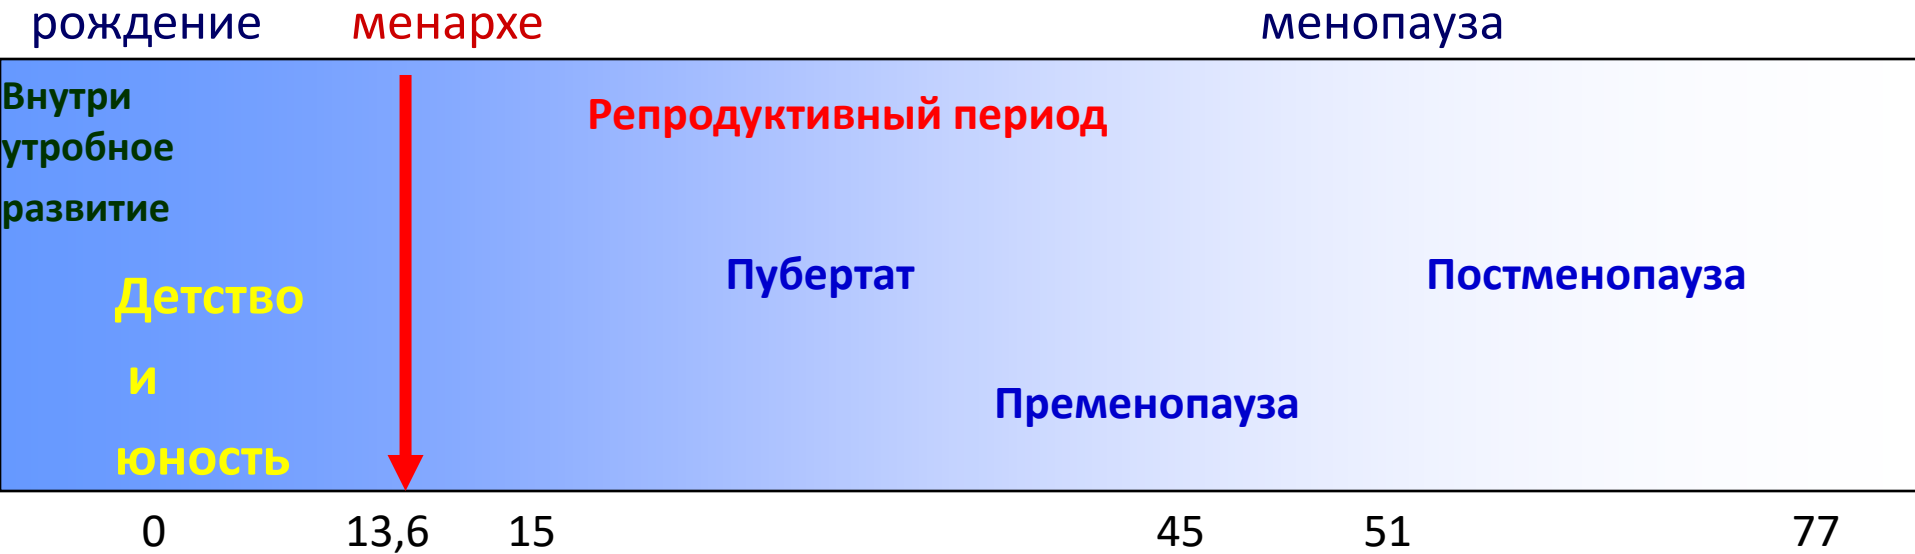 рождение менархе менопауза
Внутри
утробное
развитие
Репродуктивный период
Пубертат
Постменопауза
Детство
и
юность
Пременопауза
0 13,6 15 45 51 77